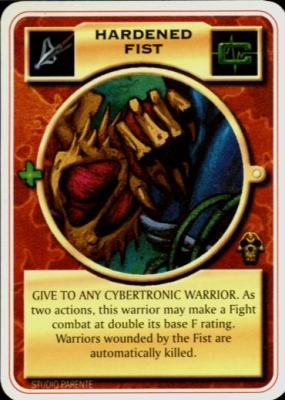 HARDENED
FIST
GIVE TO ANY CYBERTRONIC WARRIOR. As
two actions, this warrior may make a Fight
combat at double its base F rating.
Warriors wounded by the Fist are
automatically killed.
STUDIO PARENTE